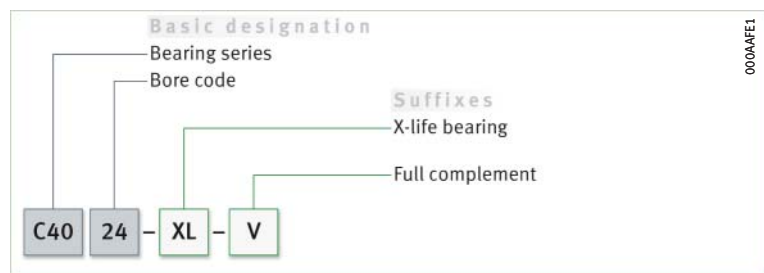 Basic designation
Bearing series
Bore code
Suffixes
X-life bearing
Full complement
C40 24 – XL – V
000AAFE1